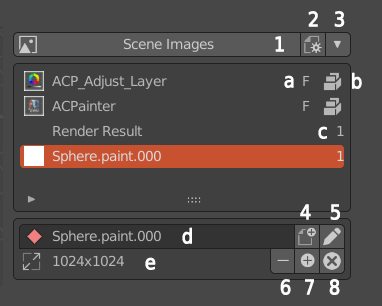 2 3
Scene Images 1
ACP_Adjust_Layer a F b
ACPainter F
Render Result c 1
Sphere.paint.000 1
4 5
Sphere.paint.000 d
1024x1024 e
6 7 8